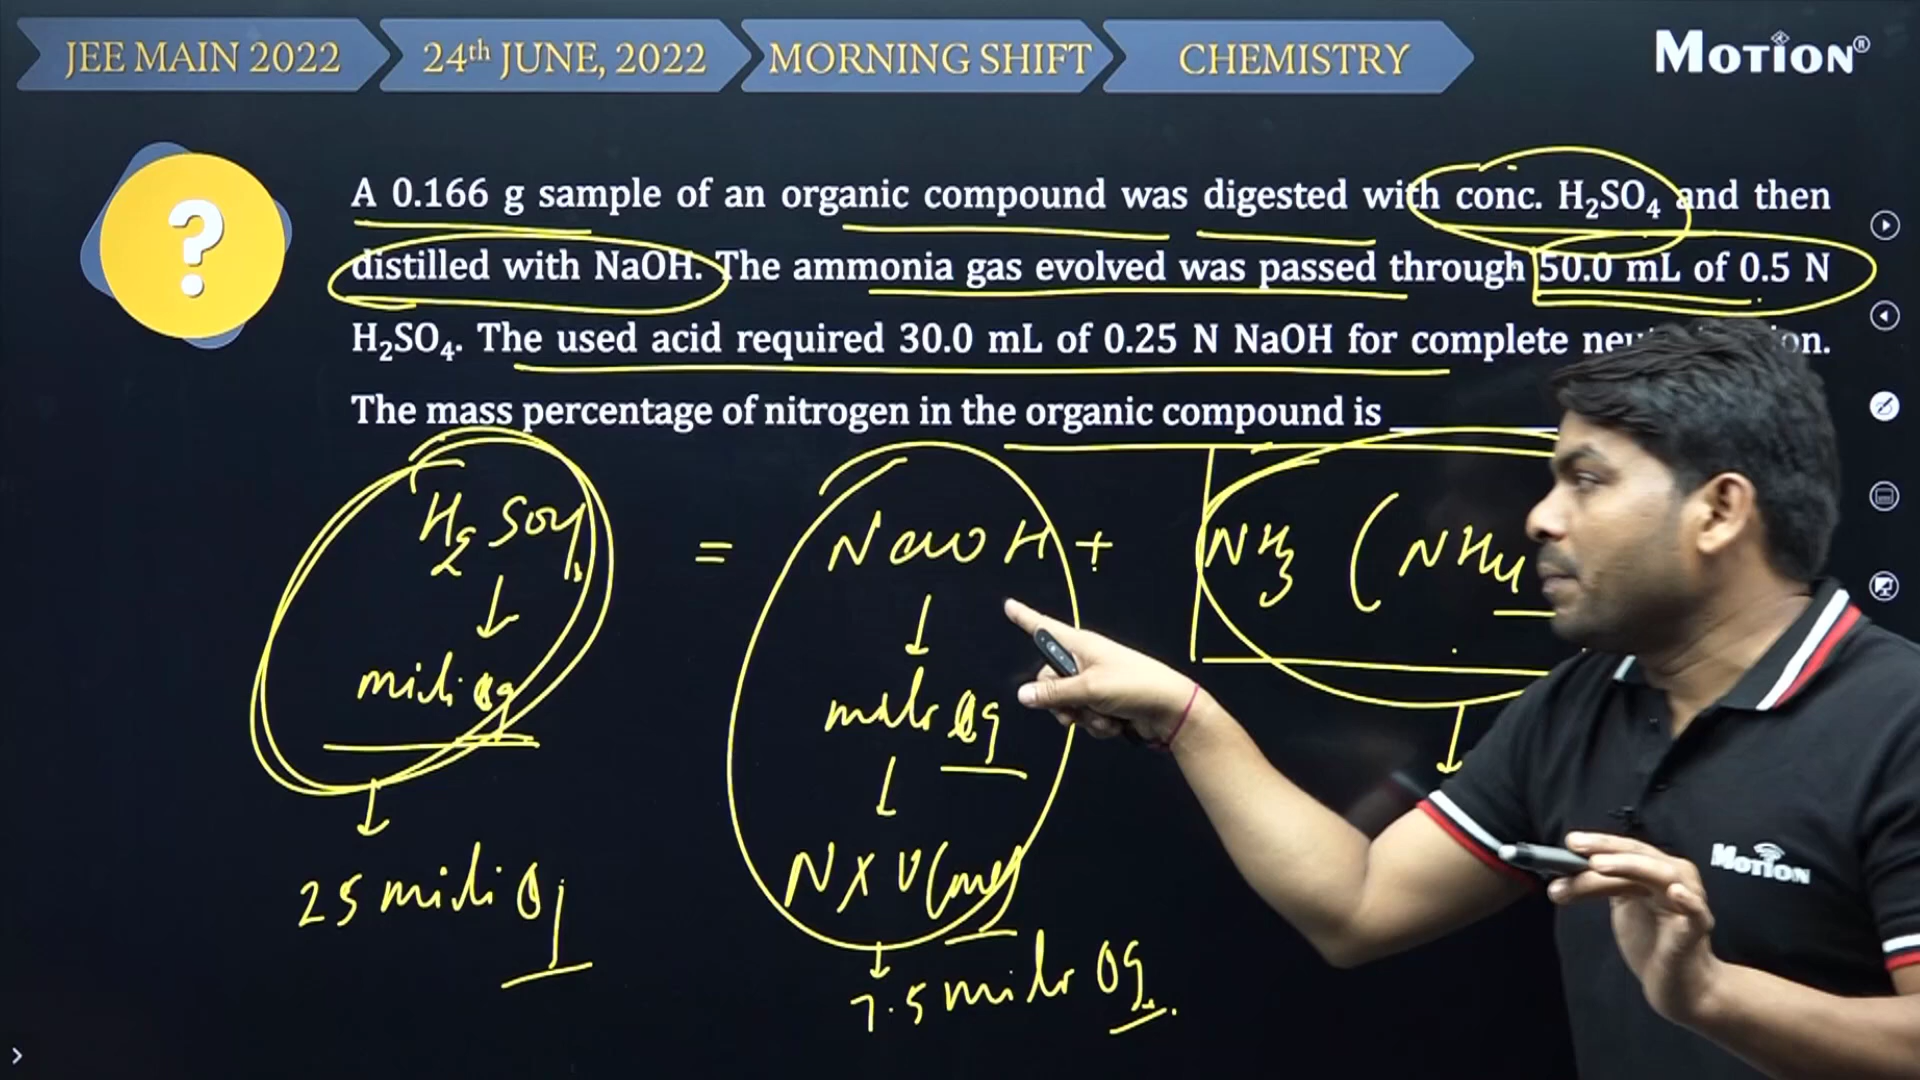 JEE MAIN 2022
24th JUNE, 2022
MORNING SHIFT
CHEMISTRY
MOTION®
?
A 0.166 g sample of an organic compound was digested with conc. H₂SO₄ and then
distilled with NaOH. The ammonia gas evolved was passed through 50.0 mL of 0.5 N
H₂SO₄. The used acid required 30.0 mL of 0.25 N NaOH for complete
The mass percentage of nitrogen in the organic compound is ________
H₂SO₄ = NaOH + NH₃ (NH₄
mili eq
mili eq
N x V (ml)
25 mili eq
7.5 mili eq.
MOTION